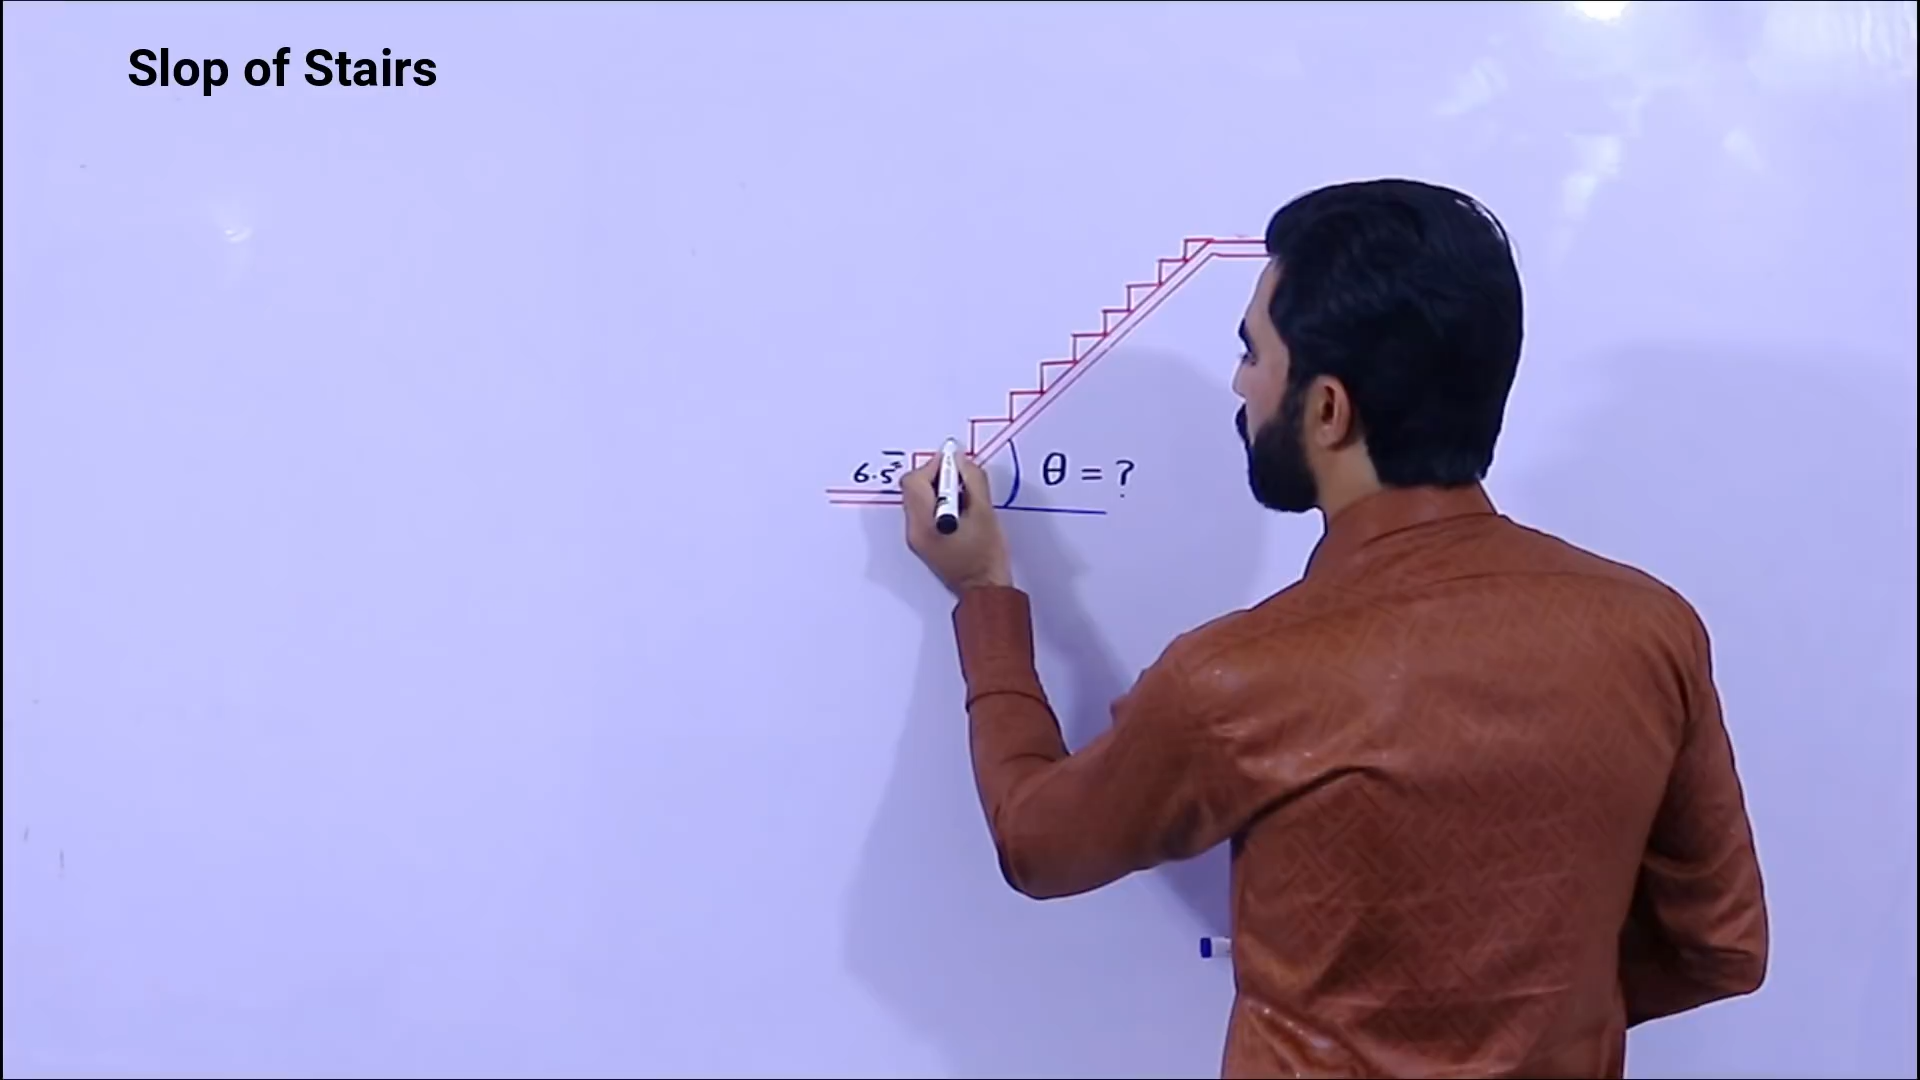 Slop of Stairs
6.5"
θ = ?